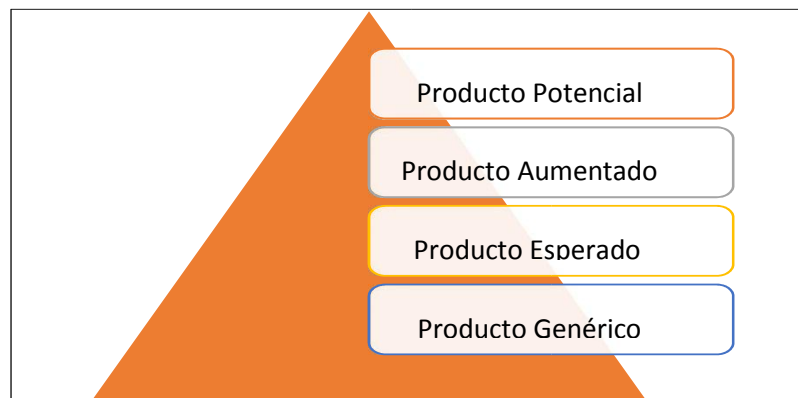 Producto Potencial
Producto Aumentado
Producto Esperado
Producto Genérico